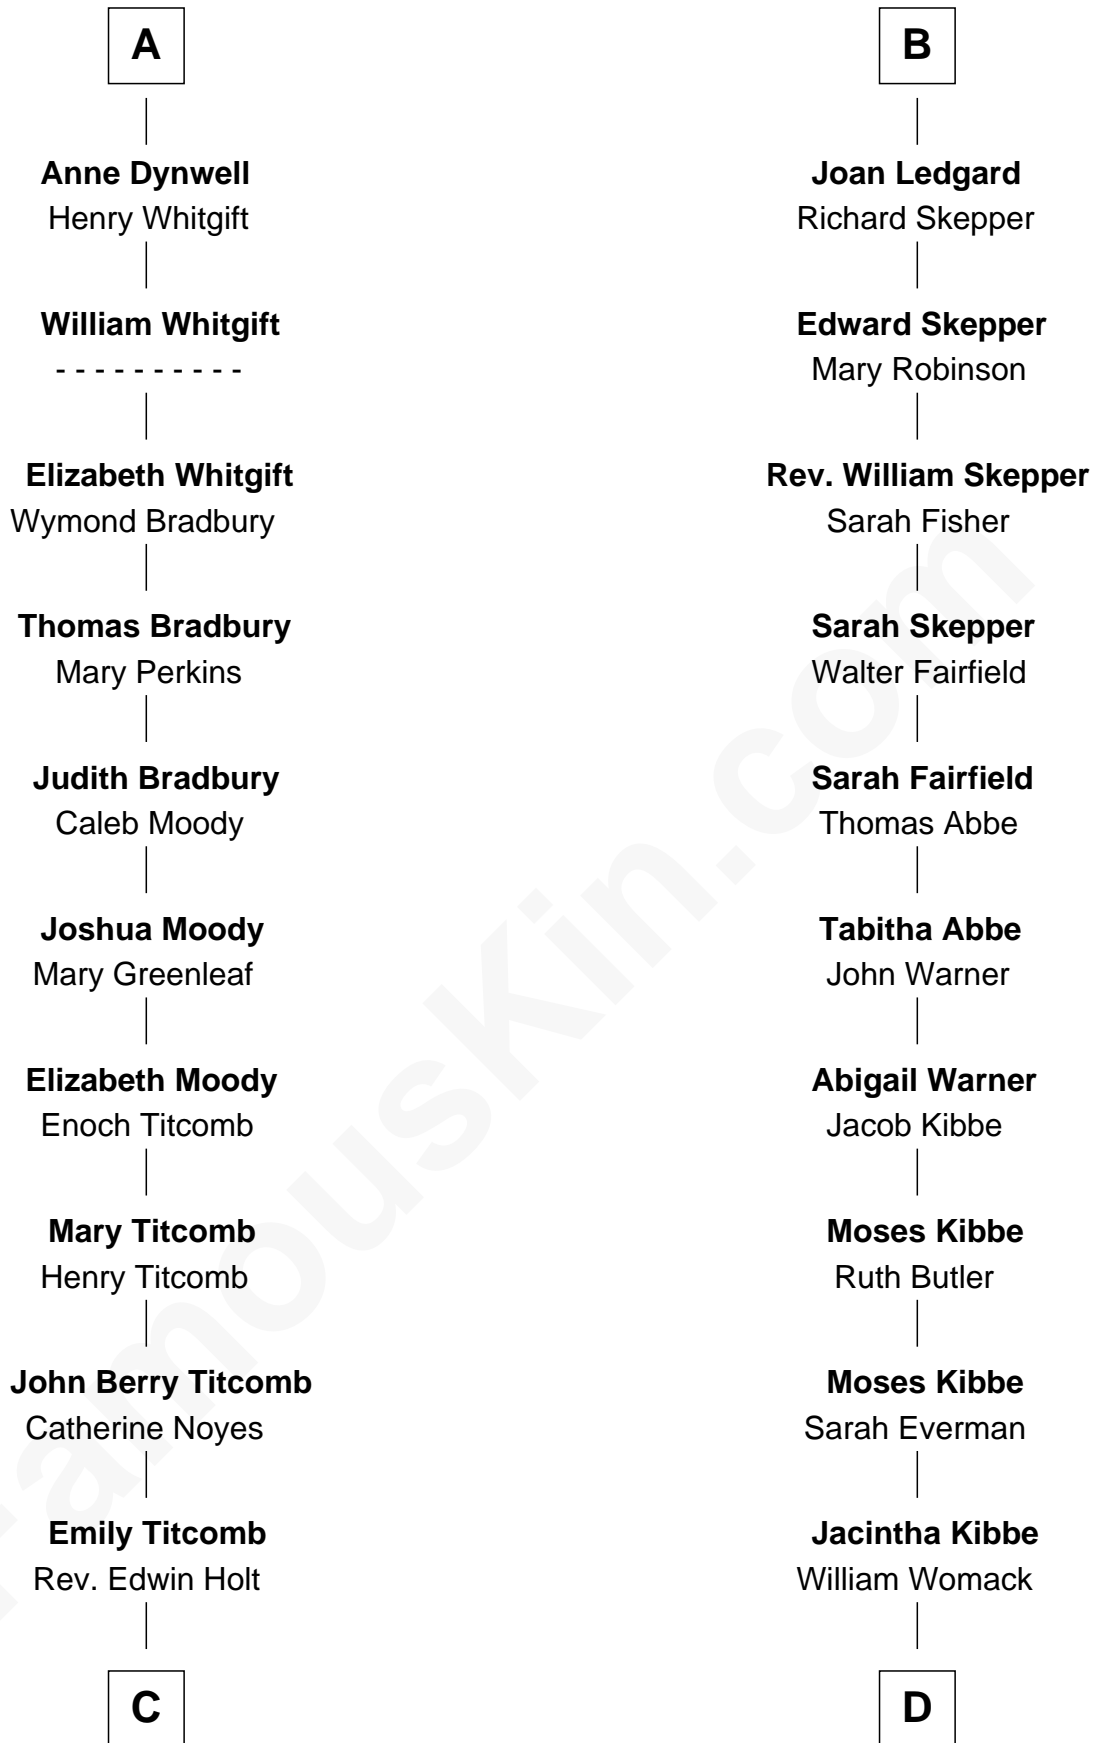 A
Anne Dynwell
Henry Whitgift
William Whitgift
- - - - - - - - - -
Elizabeth Whitgift
Wymond Bradbury
Thomas Bradbury
Mary Perkins
Judith Bradbury
Caleb Moody
Joshua Moody
Mary Greenleaf
Elizabeth Moody
Enoch Titcomb
Mary Titcomb
Henry Titcomb
John Berry Titcomb
Catherine Noyes
Emily Titcomb
Rev. Edwin Holt
C
B
Joan Ledgard
Richard Skepper
Edward Skepper
Mary Robinson
Rev. William Skepper
Sarah Fisher
Sarah Skepper
Walter Fairfield
Sarah Fairfield
Thomas Abbe
Tabitha Abbe
John Warner
Abigail Warner
Jacob Kibbe
Moses Kibbe
Ruth Butler
Moses Kibbe
Sarah Everman
Jacintha Kibbe
William Womack
D
FamousKin.com